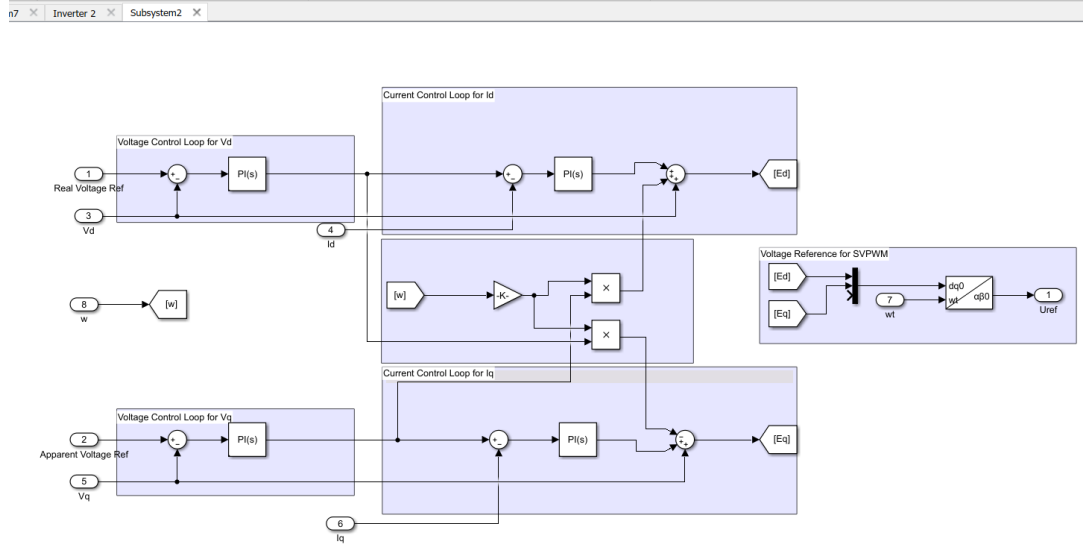 m7
Inverter 2
Subsystem2
Current Control Loop for Id
Voltage Control Loop for Vd
1
Real Voltage Ref
PI(s)
PI(s)
[Ed]
3
Vd
4
Id
Voltage Reference for SVPWM
[Ed]
[w]
-K-
×
8
w
[w]
dq0
wt
αβ0
1
Uref
7
wt
[Eq]
×
Current Control Loop for Iq
Voltage Control Loop for Vq
2
Apparent Voltage Ref
PI(s)
PI(s)
[Eq]
5
Vq
6
Iq